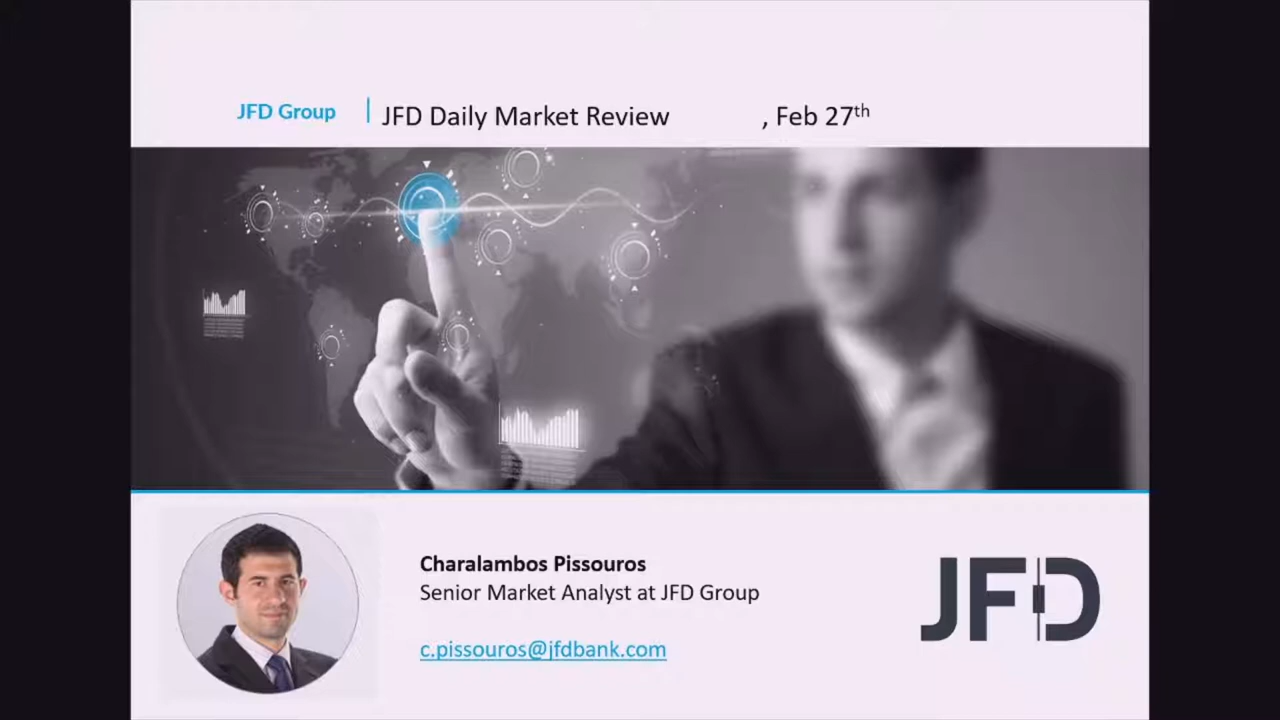 JFD Group
JFD Daily Market Review , Feb 27th
Charalambos Pissouros
Senior Market Analyst at JFD Group
c.pissouros@jfdbank.com
JFD